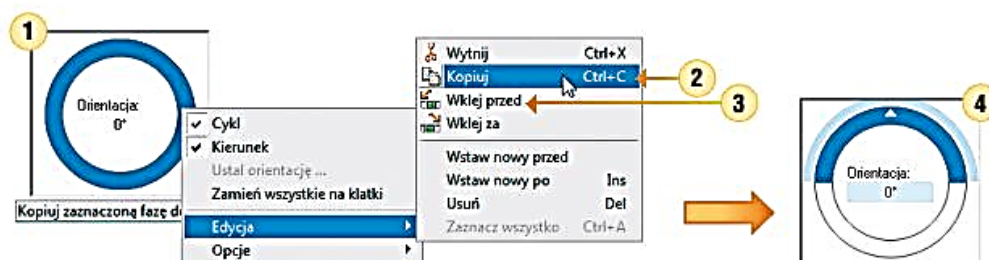 1
Orientacja:
0°
Kopiuj zaznaczoną fazę
Cykl
Kierunek
Ustal orientację ...
Zamień wszystkie na klatki
Edycja
Opcje
Wytnij Ctrl+X
Kopiuj Ctrl+C
Wklej przed
Wklej za
Wstaw nowy przed
Wstaw nowy po Ins
Usuń Del
Zaznacz wszystko Ctrl+A
2
3
4
Orientacja:
0°